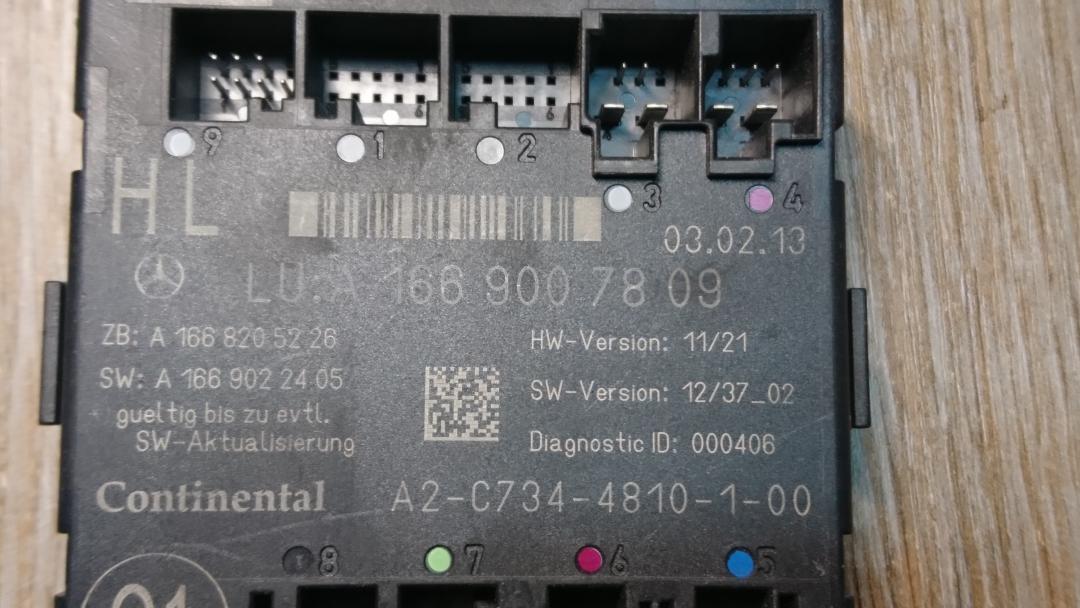 9 1 2
3 4
HL
03.02.13
LU:A 166 900 78 09
ZB: A 166 820 52 26
HW-Version: 11/21
SW: A 166 902 24 05
SW-Version: 12/37_02
gueltig bis zu evtl.
SW-Aktualisierung
Diagnostic ID: 000406
Continental A2-C734-4810-1-00
8 7 6 5